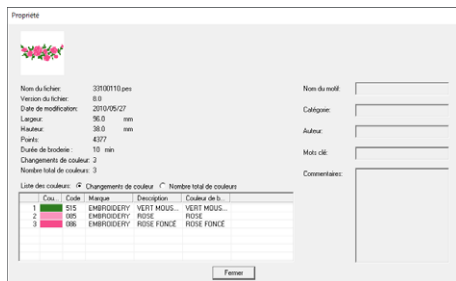 Propriété
Nom du fichier: 33100110.pes
Version du fichier: 8.0
Date de modification: 2010/05/27
Largeur: 96.0 mm
Hauteur: 38.0 mm
Points: 4377
Durée de broderie: 10 min
Changements de couleur: 3
Nombre total de couleurs: 3
Liste des couleurs: Changements de couleur Nombre total de couleurs
Cou... Code Marque Description Couleur de b...
1 515 EMBROIDERY VERT MOUS... VERT MOUS...
2 085 EMBROIDERY ROSE ROSE
3 086 EMBROIDERY ROSE FONCÉ ROSE FONCÉ
Nom du motif:
Catégorie:
Auteur:
Mots clé:
Commentaires:
Fermer